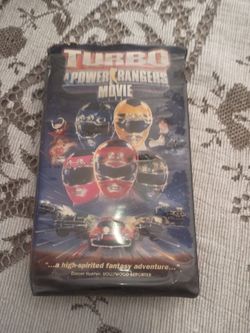 TURBO
A POWER RANGERS
MOVIE
"...a high-spirited fantasy adventure..."
HOLLYWOOD REPORTER